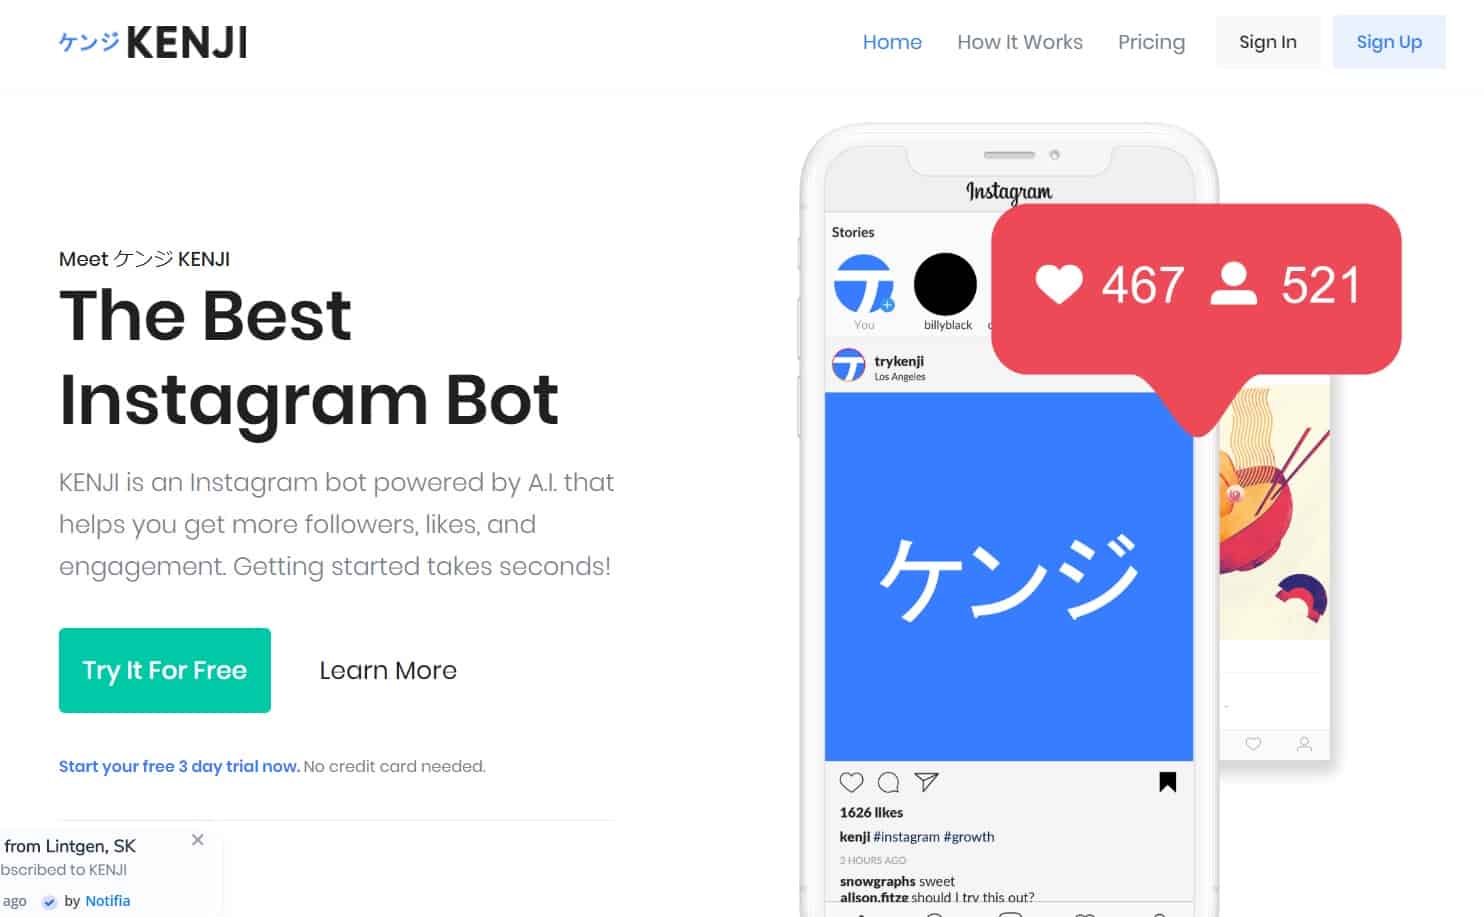 ケンジ KENJI
Home How It Works Pricing Sign In Sign Up
Meet ケンジ KENJI
The Best
Instagram Bot
KENJI is an Instagram bot powered by A.I. that
helps you get more followers, likes, and
engagement. Getting started takes seconds!
Try It For Free Learn More
Start your free 3 day trial now. No credit card needed.
from Lintgen, SK
bscribed to KENJI
ago by Notifia
Instagram
Stories
467 521
You billyblack
trykenji
Los Angeles
ケンジ
1626 likes
kenji #instagram #growth
3 HOURS AGO
snowgraphs sweet
alison.fitze should I try this out?